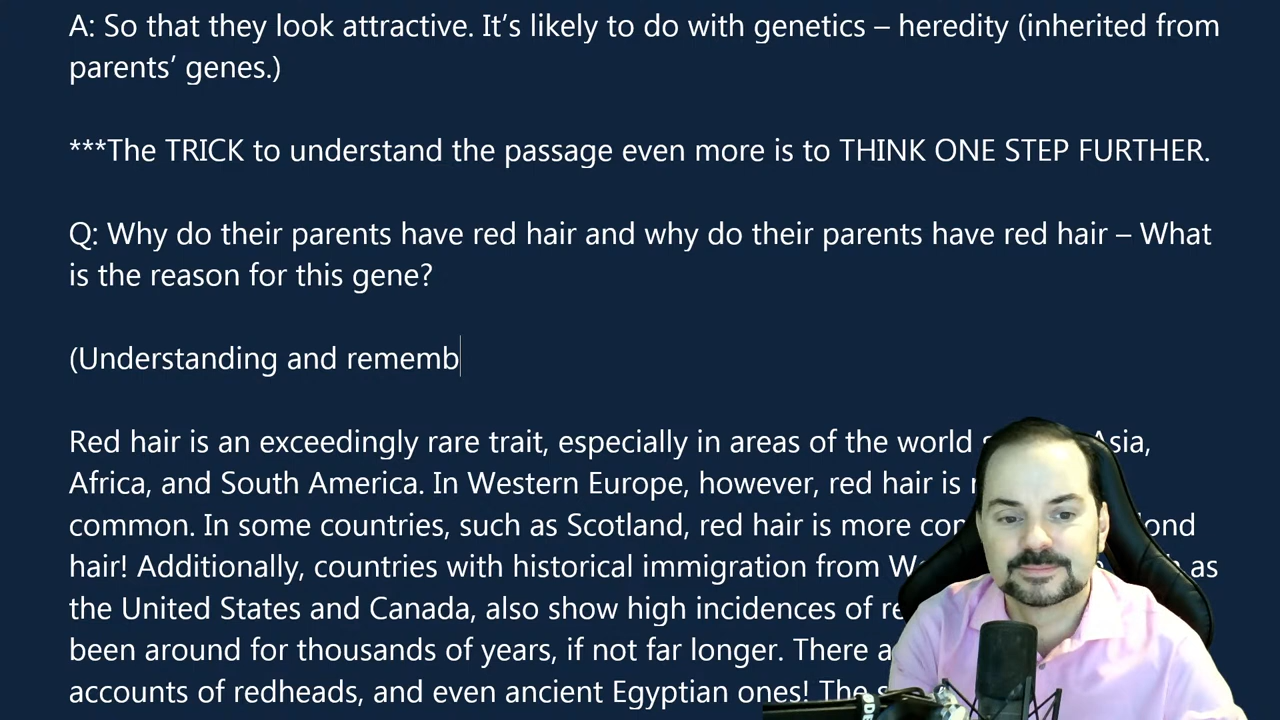 A: So that they look attractive. It’s likely to do with genetics – heredity (inherited from
parents’ genes.)
***The TRICK to understand the passage even more is to THINK ONE STEP FURTHER.
Q: Why do their parents have red hair and why do their parents have red hair – What
is the reason for this gene?
(Understanding and rememb
Red hair is an exceedingly rare trait, especially in areas of the world Asia,
Africa, and South America. In Western Europe, however, red hair is
common. In some countries, such as Scotland, red hair is more
hair! Additionally, countries with historical immigration from as
the United States and Canada, also show high incidences of
been around for thousands of years, if not far longer. There
accounts of redheads, and even ancient Egyptian ones! The